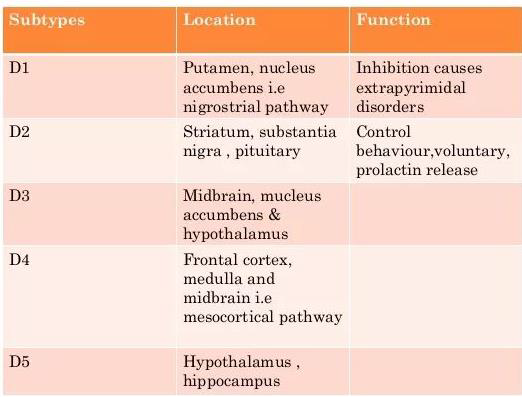 Subtypes Location Function
D1 Putamen, nucleus Inhibition causes
accumbens i.e extrapyrimidal
nigrostrial pathway disorders
D2 Striatum, substantia Control
nigra , pituitary behaviour,voluntary,
prolactin release
D3 Midbrain, mucleus
accumbens &
hypothalamus
D4 Frontal cortex,
medulla and
midbrain i.e
mesocortical pathway
D5 Hypothalamus ,
hippocampus